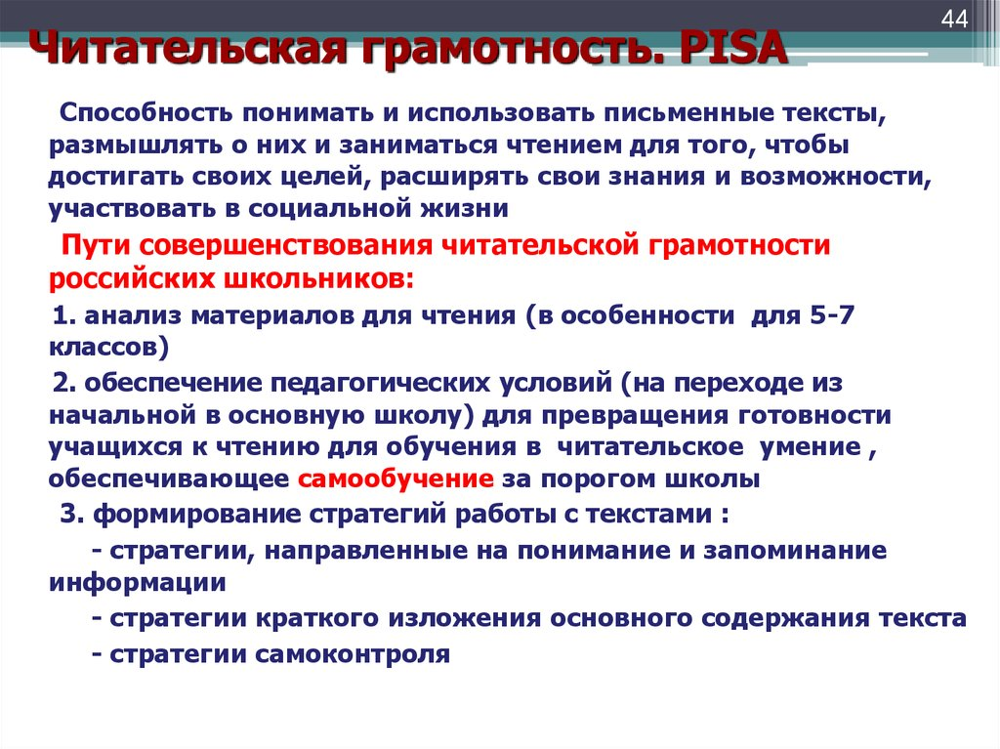 44
Читательская грамотность. PISA
Способность понимать и использовать письменные тексты,
размышлять о них и заниматься чтением для того, чтобы
достигать своих целей, расширять свои знания и возможности,
участвовать в социальной жизни
Пути совершенствования читательской грамотности
российских школьников:
1. анализ материалов для чтения (в особенности для 5-7
классов)
2. обеспечение педагогических условий (на переходе из
начальной в основную школу) для превращения готовности
учащихся к чтению для обучения в читательское умение ,
обеспечивающее самообучение за порогом школы
3. формирование стратегий работы с текстами :
- стратегии, направленные на понимание и запоминание
информации
- стратегии краткого изложения основного содержания текста
- стратегии самоконтроля